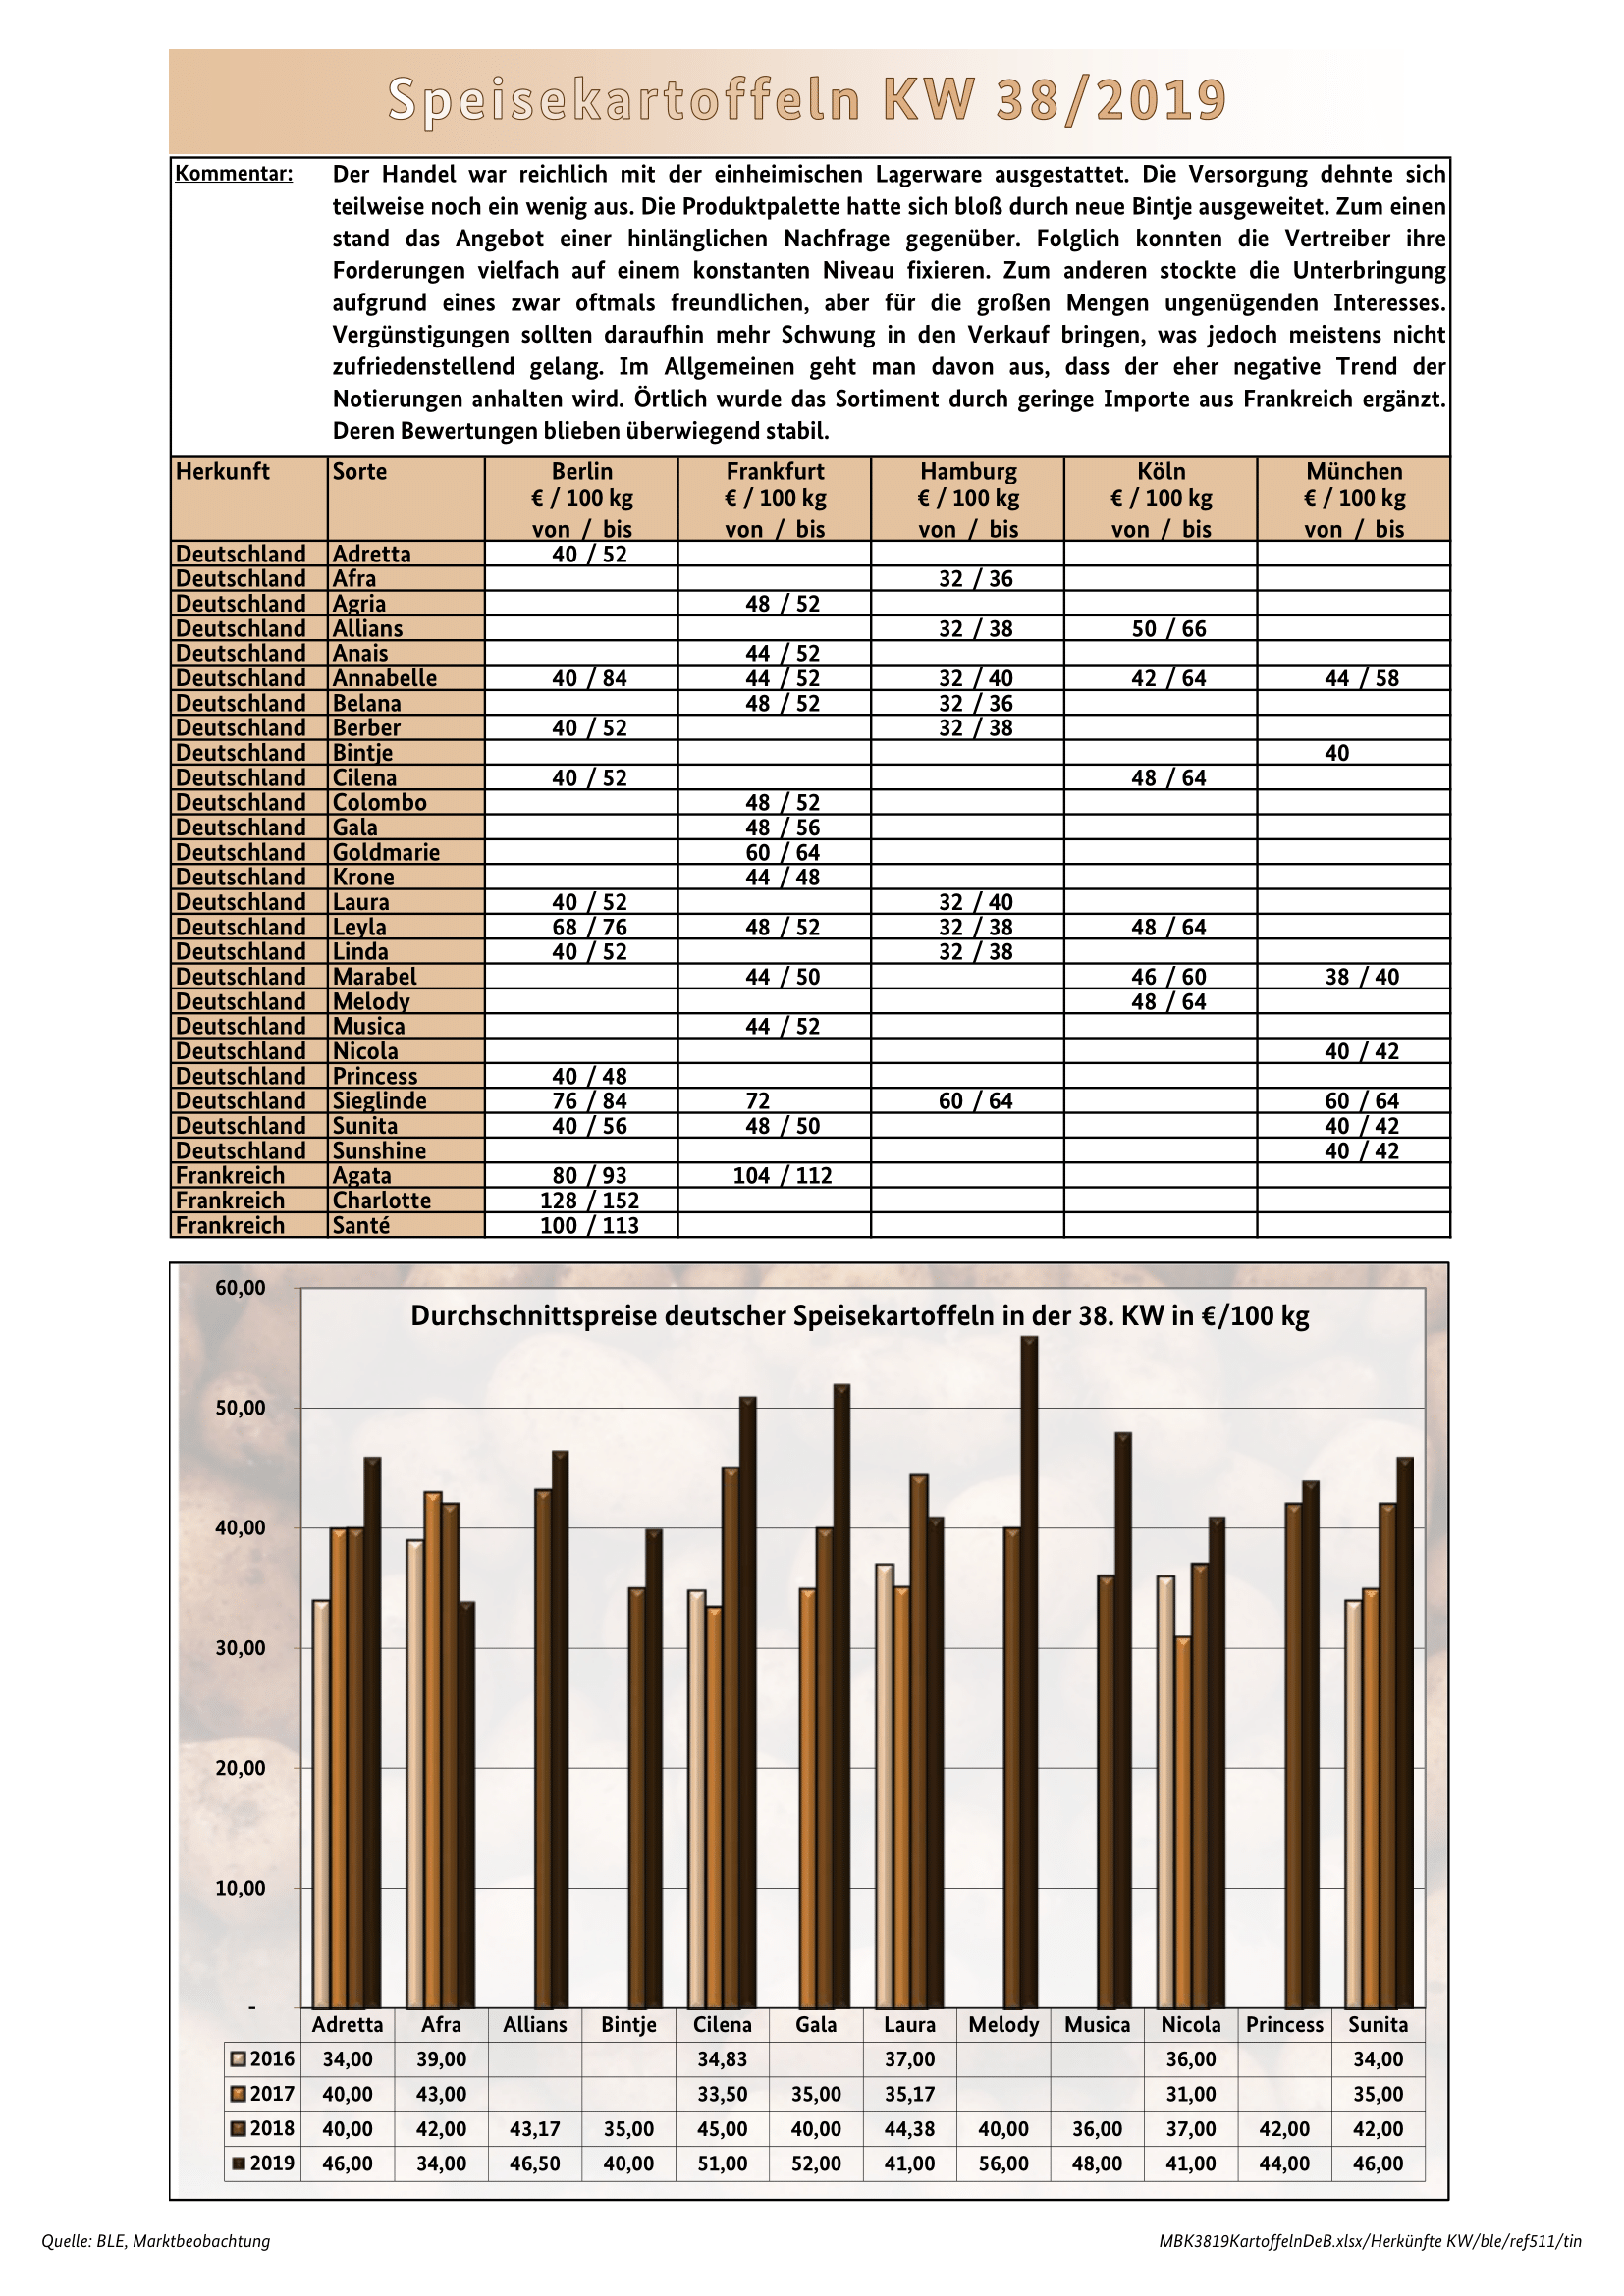 Speisekartoffeln KW 38/2019
Kommentar: Der Handel war reichlich mit der einheimischen Lagerware ausgestattet. Die Versorgung dehnte sich
teilweise noch ein wenig aus. Die Produktpalette hatte sich bloß durch neue Bintje ausgeweitet. Zum einen
stand das Angebot einer hinlänglichen Nachfrage gegenüber. Folglich konnten die Vertreiber ihre
Forderungen vielfach auf einem konstanten Niveau fixieren. Zum anderen stockte die Unterbringung
aufgrund eines zwar oftmals freundlichen, aber für die großen Mengen ungenügenden Interesses.
Vergünstigungen sollten daraufhin mehr Schwung in den Verkauf bringen, was jedoch meistens nicht
zufriedenstellend gelang. Im Allgemeinen geht man davon aus, dass der eher negative Trend der
Notierungen anhalten wird. Örtlich wurde das Sortiment durch geringe Importe aus Frankreich ergänzt.
Deren Bewertungen blieben überwiegend stabil.
Herkunft Sorte Berlin Frankfurt Hamburg Köln München
€ / 100 kg € / 100 kg € / 100 kg € / 100 kg € / 100 kg
von / bis von / bis von / bis von / bis von / bis
Deutschland Adretta 40 / 52
Deutschland Afra 32 / 36
Deutschland Agria 48 / 52
Deutschland Allians 32 / 38 50 / 66
Deutschland Anais 44 / 52
Deutschland Annabelle 40 / 84 44 / 52 32 / 40 42 / 64 44 / 58
Deutschland Belana 48 / 52 32 / 36
Deutschland Berber 40 / 52 32 / 38
Deutschland Bintje 40
Deutschland Cilena 40 / 52 48 / 64
Deutschland Colombo 48 / 52
Deutschland Gala 48 / 56
Deutschland Goldmarie 60 / 64
Deutschland Krone 44 / 48
Deutschland Laura 40 / 52 32 / 40
Deutschland Leyla 68 / 76 48 / 52 32 / 38 48 / 64
Deutschland Linda 40 / 52 32 / 38
Deutschland Marabel 44 / 50 46 / 60 38 / 40
Deutschland Melody 48 / 64
Deutschland Musica 44 / 52
Deutschland Nicola 40 / 42
Deutschland Princess 40 / 48
Deutschland Sieglinde 76 / 84 72 60 / 64 60 / 64
Deutschland Sunita 40 / 56 48 / 50 40 / 42
Deutschland Sunshine 40 / 42
Frankreich Agata 80 / 93 104 / 112
Frankreich Charlotte 128 / 152
Frankreich Santé 100 / 113
Durchschnittspreise deutscher Speisekartoffeln in der 38. KW in €/100 kg
60,00
50,00
40,00
30,00
20,00
10,00
-
Adretta Afra Allians Bintje Cilena Gala Laura Melody Musica Nicola Princess Sunita
2016 34,00 39,00 34,83 37,00 36,00 34,00
2017 40,00 43,00 33,50 35,00 35,17 31,00 35,00
2018 40,00 42,00 43,17 35,00 45,00 40,00 44,38 40,00 36,00 37,00 42,00 42,00
2019 46,00 34,00 46,50 40,00 51,00 52,00 41,00 56,00 48,00 41,00 44,00 46,00
Quelle: BLE, Marktbeobachtung MBK3819KartoffelnDeB.xlsx/Herkünfte KW/ble/ref511/tin